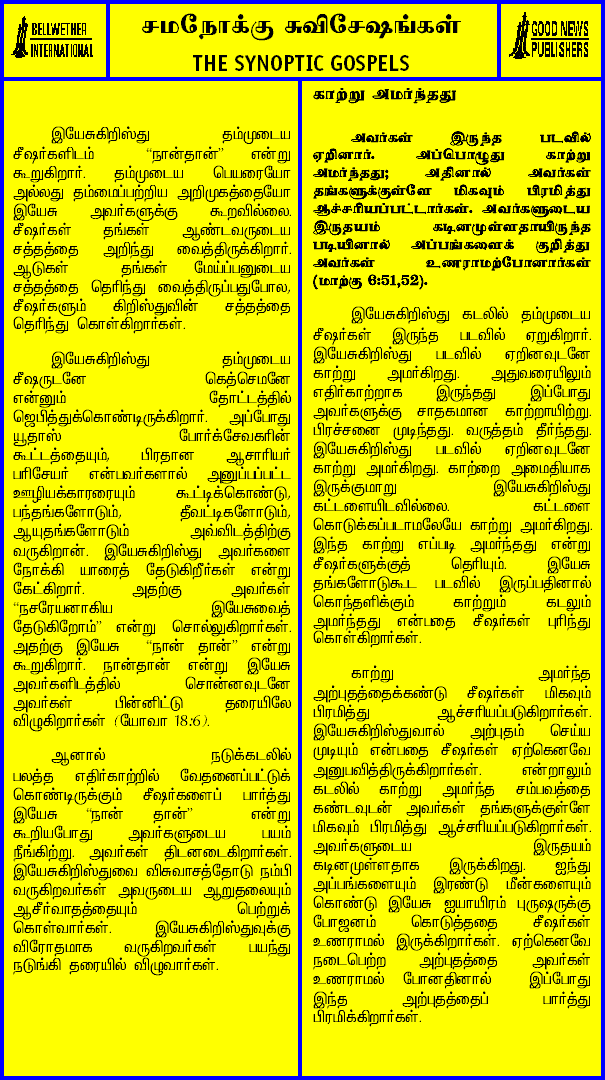 BELLWETHER
INTERNATIONAL
சமநோக்கு சுவிசேஷங்கள்
THE SYNOPTIC GOSPELS
GOOD NEWS
PUBLISHERS
இயேசுகிறிஸ்து தம்முடைய
சீஷர்களிடம் “நான்தான்” என்று
கூறுகிறார். தம்முடைய பெயரையோ
அல்லது தம்மைப்பற்றிய அறிமுகத்தையோ
இயேசு அவர்களுக்கு கூறவில்லை.
சீஷர்கள் தங்கள் ஆண்டவருடைய
சத்தத்தை அறிந்து வைத்திருக்கிறார்.
ஆடுகள் தங்கள் மேய்ப்பனுடைய
சத்தத்தை தெரிந்து வைத்திருப்பதுபோல,
சீஷர்களும் கிறிஸ்துவின் சத்தத்தை
தெரிந்து கொள்கிறார்கள்.
இயேசுகிறிஸ்து தம்முடைய
சீஷருடனே கெத்செமனே
என்னும் தோட்டத்தில்
ஜெபித்துக்கொண்டிருக்கிறார். அப்போது
யூதாஸ் போர்ச்சேவகரின்
கூட்டத்தையும், பிரதான ஆசாரியர்
பரிசேயர் என்பவர்களால் அனுப்பப்பட்ட
ஊழியக்காரரையும் கூட்டிக்கொண்டு,
பந்தங்களோடும், தீவட்டிகளோடும்,
ஆயுதங்களோடும் அவ்விடத்திற்கு
வருகிறான். இயேசுகிறிஸ்து அவர்களை
நோக்கி யாரைத் தேடுகிறீர்கள் என்று
கேட்கிறார். அதற்கு அவர்கள்
“நசரேயனாகிய இயேசுவைத்
தேடுகிறோம்” என்று சொல்லுகிறார்கள்.
அதற்கு இயேசு “நான் தான்” என்று
கூறுகிறார். நான்தான் என்று இயேசு
அவர்களிடத்தில் சொன்னவுடனே
அவர்கள் பின்னிட்டு தரையிலே
விழுகிறார்கள் (யோவா 18:6).
ஆனால் நடுக்கடலில்
பலத்த எதிர்காற்றில் வேதனைப்பட்டுக்
கொண்டிருக்கும் சீஷர்களைப் பார்த்து
இயேசு “நான் தான்” என்று
கூறியபோது அவர்களுடைய பயம்
நீங்கிற்று. அவர்கள் திடனடைகிறார்கள்.
இயேசுகிறிஸ்துவை விசுவாசத்தோடு நம்பி
வருகிறவர்கள் அவருடைய ஆறுதலையும்
ஆசீர்வாதத்தையும் பெற்றுக்
கொள்வார்கள். இயேசுகிறிஸ்துவுக்கு
விரோதமாக வருகிறவர்கள் பயந்து
நடுங்கி தரையில் விழுவார்கள்.
காற்று அமர்ந்தது
அவர்கள் இருந்த படவில்
ஏறினார். அப்பொழுது காற்று
அமர்ந்தது; அதினால் அவர்கள்
தங்களுக்குள்ளே மிகவும் பிரமித்து
ஆச்சரியப்பட்டார்கள். அவர்களுடைய
இருதயம் கடினமுள்ளதாயிருந்த
படியினால் அப்பங்களைக் குறித்து
அவர்கள் உணராமற்போனார்கள்
(மாற்கு 6:51,52).
இயேசுகிறிஸ்து கடலில் தம்முடைய
சீஷர்கள் இருந்த படவில் ஏறுகிறார்.
இயேசுகிறிஸ்து படவில் ஏறினவுடனே
காற்று அமர்கிறது. அதுவரையிலும்
எதிர்காற்றாக இருந்தது இப்போது
அவர்களுக்கு சாதகமான காற்றாயிற்று.
பிரச்சனை முடிந்தது. வருத்தம் தீர்ந்தது.
இயேசுகிறிஸ்து படவில் ஏறினவுடனே
காற்று அமர்கிறது. காற்றை அமைதியாக
இருக்குமாறு இயேசுகிறிஸ்து
கட்டளையிடவில்லை. கட்டளை
கொடுக்கப்படாமலேயே காற்று அமர்கிறது.
இந்த காற்று எப்படி அமர்ந்தது என்று
சீஷர்களுக்குத் தெரியும். இயேசு
தங்களோடுகூட படவில் இருப்பதினால்
கொந்தளிக்கும் காற்றும் கடலும்
அமர்ந்தது என்பதை சீஷர்கள் புரிந்து
கொள்கிறார்கள்.
காற்று அமர்ந்த
அற்புதத்தைக்கண்டு சீஷர்கள் மிகவும்
பிரமித்து ஆச்சரியப்படுகிறார்கள்.
இயேசுகிறிஸ்துவால் அற்புதம் செய்ய
முடியும் என்பதை சீஷர்கள் ஏற்கெனவே
அனுபவித்திருக்கிறார்கள். என்றாலும்
கடலில் காற்று அமர்ந்த சம்பவத்தை
கண்டவுடன் அவர்கள் தங்களுக்குள்ளே
மிகவும் பிரமித்து ஆச்சரியப்படுகிறார்கள்.
அவர்களுடைய இருதயம்
கடினமுள்ளதாக இருக்கிறது. ஐந்து
அப்பங்களையும் இரண்டு மீன்களையும்
கொண்டு இயேசு ஐயாயிரம் புருஷருக்கு
போஜனம் கொடுத்ததை சீஷர்கள்
உணராமல் இருக்கிறார்கள். ஏற்கெனவே
நடைபெற்ற அற்புதத்தை அவர்கள்
உணராமல் போனதினால் இப்போது
இந்த அற்புதத்தைப் பார்த்து
பிரமிக்கிறார்கள்.